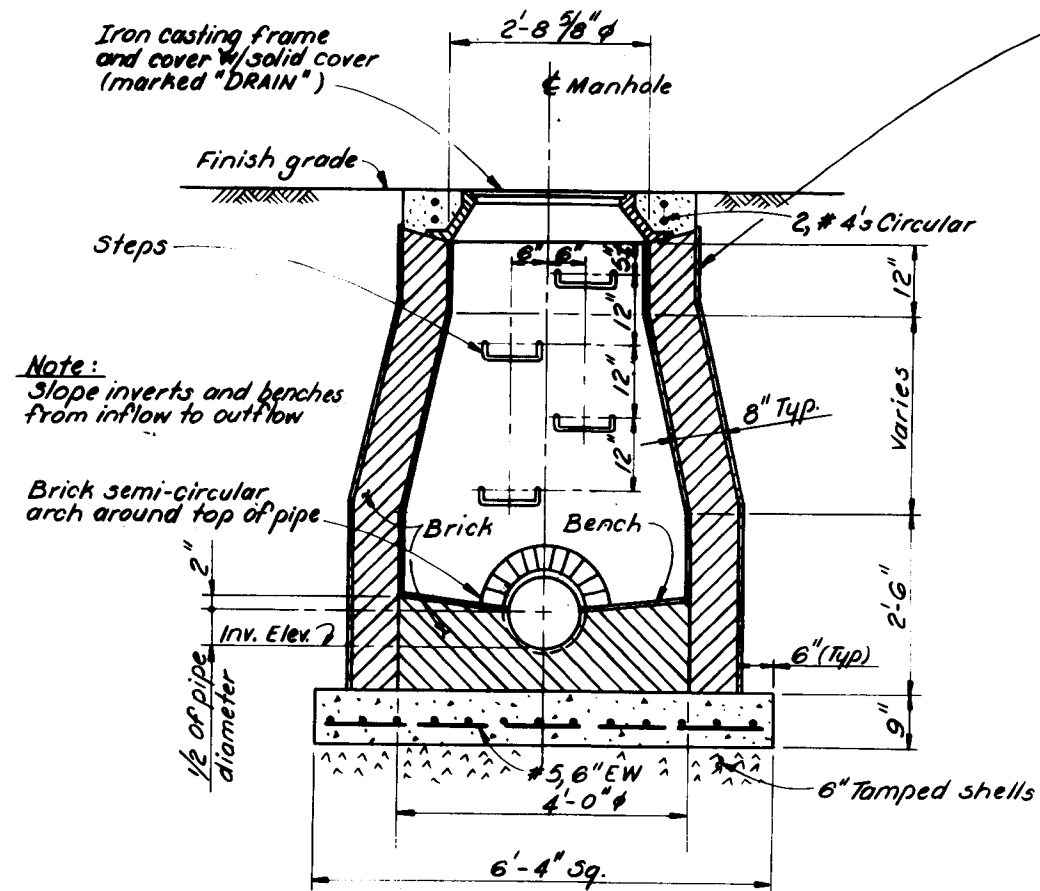 Iron casting frame
and cover w/solid cover
(marked "DRAIN")
2'-8 5/8" ϕ
℄ Manhole
Finish grade
2, #4's Circular
Steps
6" 6"
5½"
12"
12"
12"
12"
Note:
Slope inverts and benches
from inflow to outflow
8" Typ.
Varies
Brick semi-circular
arch around top of pipe
Brick
Bench
2"
2'-6"
Inv. Elev.
6" (Typ)
1/2 of pipe
diameter
9"
#5, 6" EW
6" Tamped shells
4'-0" ϕ
6'-4" Sq.